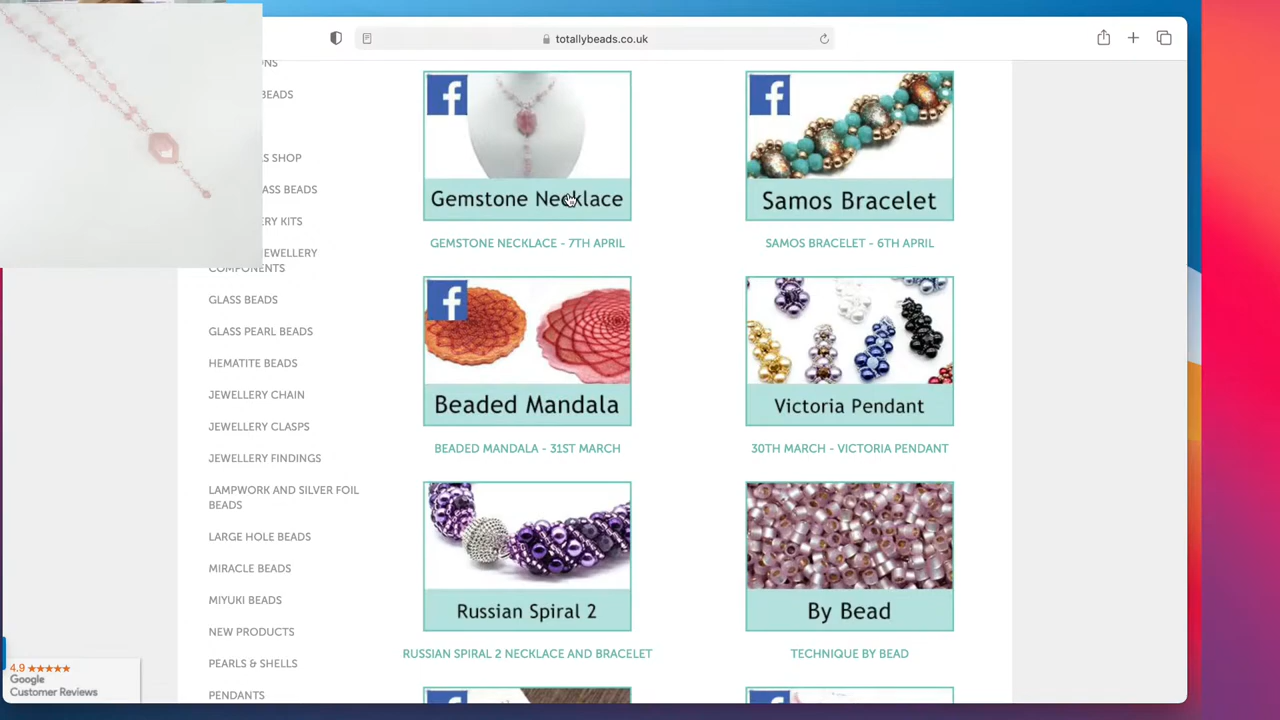 totallybeads.co.uk
ONS
BEADS
S SHOP
ASS BEADS
ERY KITS
EWELLERY
COMPONENTS
GLASS BEADS
GLASS PEARL BEADS
HEMATITE BEADS
JEWELLERY CHAIN
JEWELLERY CLASPS
JEWELLERY FINDINGS
LAMPWORK AND SILVER FOIL
BEADS
LARGE HOLE BEADS
MIRACLE BEADS
MIYUKI BEADS
NEW PRODUCTS
PEARLS & SHELLS
PENDANTS
Gemstone Necklace
GEMSTONE NECKLACE - 7TH APRIL
Samos Bracelet
SAMOS BRACELET - 6TH APRIL
Beaded Mandala
BEADED MANDALA - 31ST MARCH
Victoria Pendant
30TH MARCH - VICTORIA PENDANT
Russian Spiral 2
RUSSIAN SPIRAL 2 NECKLACE AND BRACELET
By Bead
TECHNIQUE BY BEAD
4.9 ★★★★★
Google
Customer Reviews